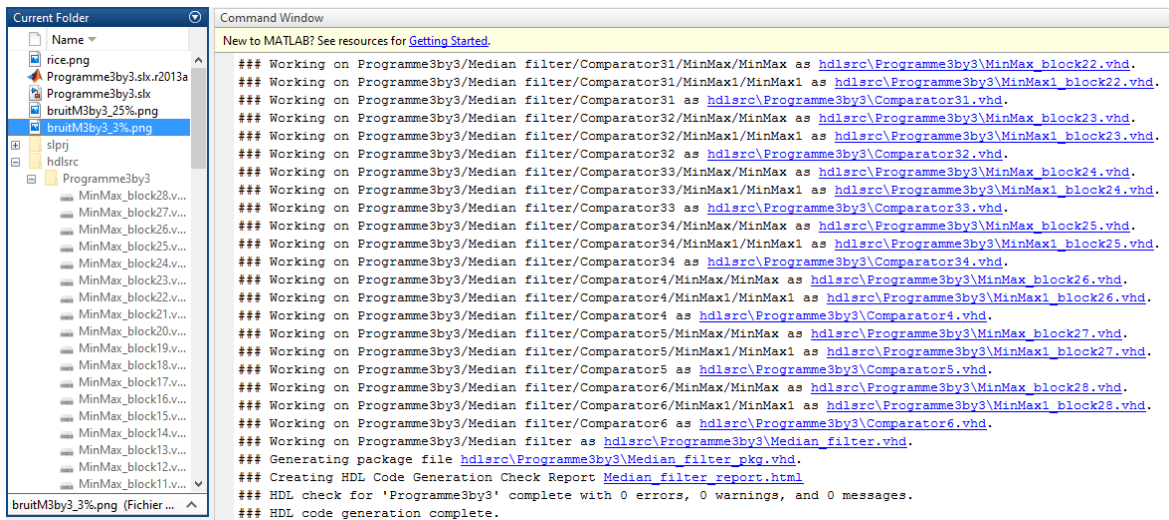 Current Folder
Name
rice.png
Programme3by3.slx.r2013a
Programme3by3.slx
bruitM3by3_25%.png
bruitM3by3_3%.png
slprj
hdlsrc
Programme3by3
MinMax_block28.v...
MinMax_block27.v...
MinMax_block26.v...
MinMax_block25.v...
MinMax_block24.v...
MinMax_block23.v...
MinMax_block22.v...
MinMax_block21.v...
MinMax_block20.v...
MinMax_block19.v...
MinMax_block18.v...
MinMax_block17.v...
MinMax_block16.v...
MinMax_block15.v...
MinMax_block14.v...
MinMax_block13.v...
MinMax_block12.v...
MinMax_block11.v...
bruitM3by3_3%.png (Fichier ...
Command Window
New to MATLAB? See resources for Getting Started.
### Working on Programme3by3/Median filter/Comparator31/MinMax/MinMax as hdlsrc\Programme3by3\MinMax_block22.vhd.
### Working on Programme3by3/Median filter/Comparator31/MinMax1/MinMax1 as hdlsrc\Programme3by3\MinMax1_block22.vhd.
### Working on Programme3by3/Median filter/Comparator31 as hdlsrc\Programme3by3\Comparator31.vhd.
### Working on Programme3by3/Median filter/Comparator32/MinMax/MinMax as hdlsrc\Programme3by3\MinMax_block23.vhd.
### Working on Programme3by3/Median filter/Comparator32/MinMax1/MinMax1 as hdlsrc\Programme3by3\MinMax1_block23.vhd.
### Working on Programme3by3/Median filter/Comparator32 as hdlsrc\Programme3by3\Comparator32.vhd.
### Working on Programme3by3/Median filter/Comparator33/MinMax/MinMax as hdlsrc\Programme3by3\MinMax_block24.vhd.
### Working on Programme3by3/Median filter/Comparator33/MinMax1/MinMax1 as hdlsrc\Programme3by3\MinMax1_block24.vhd.
### Working on Programme3by3/Median filter/Comparator33 as hdlsrc\Programme3by3\Comparator33.vhd.
### Working on Programme3by3/Median filter/Comparator34/MinMax/MinMax as hdlsrc\Programme3by3\MinMax_block25.vhd.
### Working on Programme3by3/Median filter/Comparator34/MinMax1/MinMax1 as hdlsrc\Programme3by3\MinMax1_block25.vhd.
### Working on Programme3by3/Median filter/Comparator34 as hdlsrc\Programme3by3\Comparator34.vhd.
### Working on Programme3by3/Median filter/Comparator4/MinMax/MinMax as hdlsrc\Programme3by3\MinMax_block26.vhd.
### Working on Programme3by3/Median filter/Comparator4/MinMax1/MinMax1 as hdlsrc\Programme3by3\MinMax1_block26.vhd.
### Working on Programme3by3/Median filter/Comparator4 as hdlsrc\Programme3by3\Comparator4.vhd.
### Working on Programme3by3/Median filter/Comparator5/MinMax/MinMax as hdlsrc\Programme3by3\MinMax_block27.vhd.
### Working on Programme3by3/Median filter/Comparator5/MinMax1/MinMax1 as hdlsrc\Programme3by3\MinMax1_block27.vhd.
### Working on Programme3by3/Median filter/Comparator5 as hdlsrc\Programme3by3\Comparator5.vhd.
### Working on Programme3by3/Median filter/Comparator6/MinMax/MinMax as hdlsrc\Programme3by3\MinMax_block28.vhd.
### Working on Programme3by3/Median filter/Comparator6/MinMax1/MinMax1 as hdlsrc\Programme3by3\MinMax1_block28.vhd.
### Working on Programme3by3/Median filter/Comparator6 as hdlsrc\Programme3by3\Comparator6.vhd.
### Working on Programme3by3/Median filter as hdlsrc\Programme3by3\Median_filter.vhd.
### Generating package file hdlsrc\Programme3by3\Median_filter_pkg.vhd.
### Creating HDL Code Generation Check Report Median_filter_report.html
### HDL check for 'Programme3by3' complete with 0 errors, 0 warnings, and 0 messages.
### HDL code generation complete.